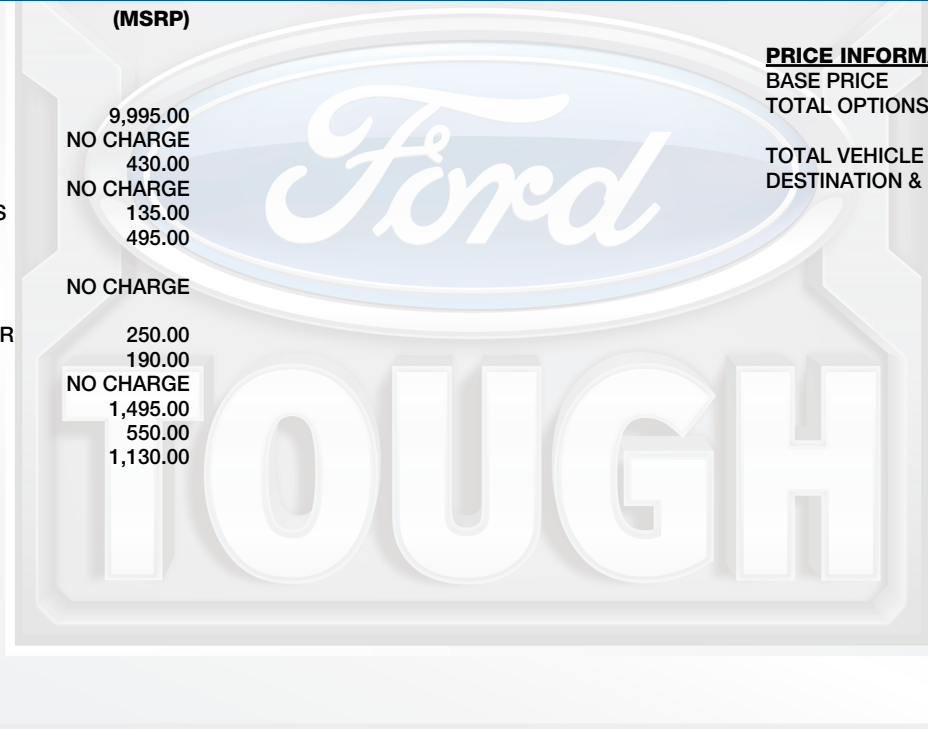 (MSRP)
9,995.00
NO CHARGE
430.00
NO CHARGE
S 135.00
495.00
NO CHARGE
R 250.00
190.00
NO CHARGE
1,495.00
550.00
1,130.00
PRICE INFORM
BASE PRICE
TOTAL OPTIONS
TOTAL VEHICLE
DESTINATION &
Ford
TOUGH